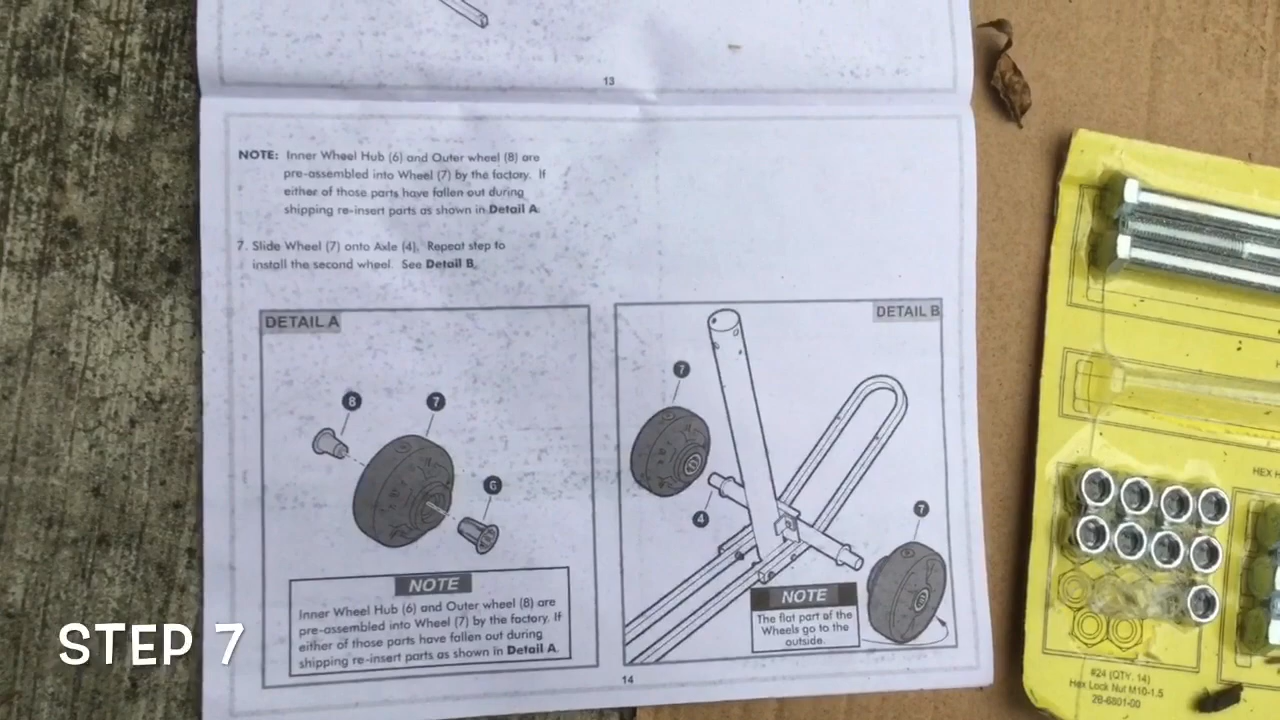 13
NOTE: Inner Wheel Hub (6) and Outer wheel (8) are
pre-assembled into Wheel (7) by the factory. If
either of those parts have fallen out during
shipping re-insert parts as shown in Detail A.
7. Slide Wheel (7) onto Axle (4). Repeat step to
install the second wheel. See Detail B.
DETAIL A
8
7
6
NOTE
Inner Wheel Hub (6) and Outer wheel (8) are
pre-assembled into Wheel (7) by the factory. If
either of those parts have fallen out during
shipping re-insert parts as shown in Detail A.
DETAIL B
7
4
7
NOTE
The flat part of the
Wheels go to the
outside.
14
HEX H
#24 (QTY. 14)
Hex Lock Nut M10-1.5
2B-6801-00
STEP 7